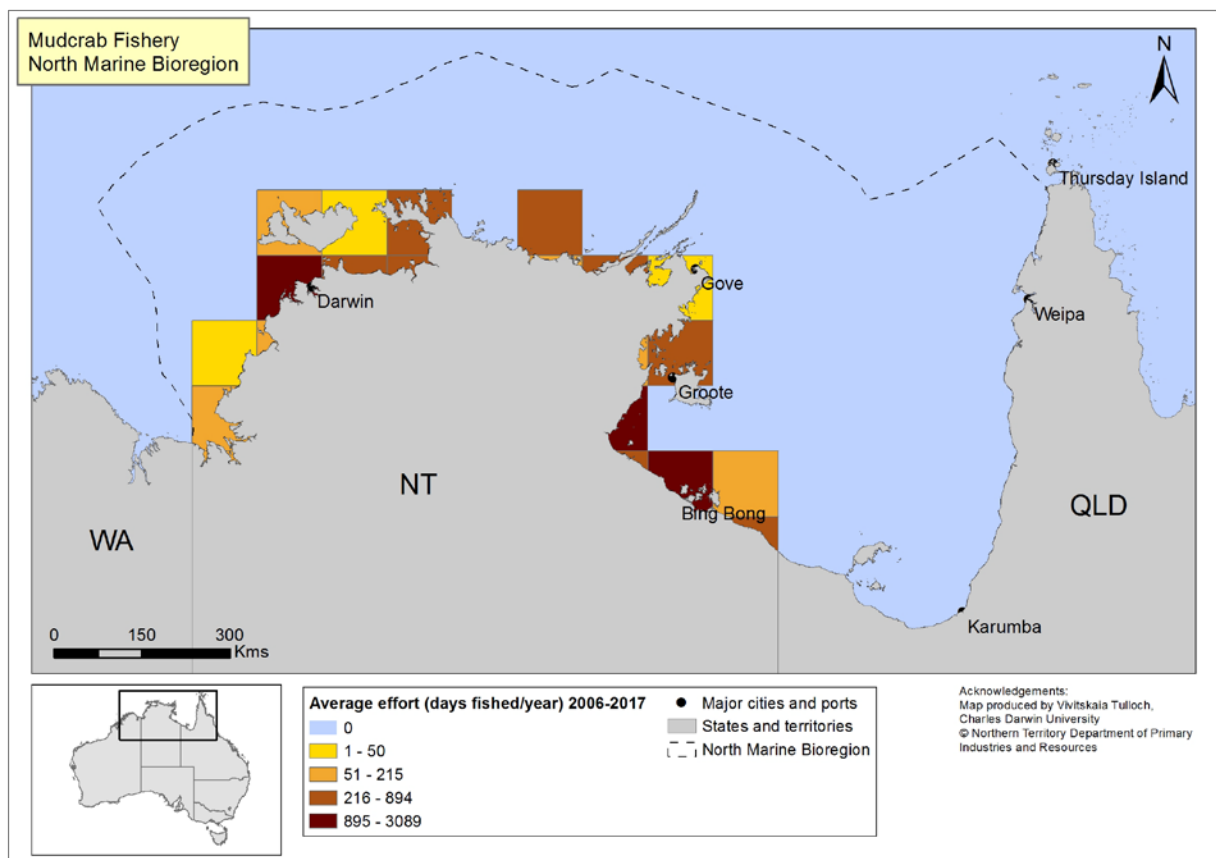 Mudcrab Fishery
North Marine Bioregion
N
Thursday Island
Gove
Darwin
Weipa
Groote
NT
QLD
Bing Bong
WA
Karumba
0 150 300
Kms
Average effort (days fished/year) 2006-2017
0
1 - 50
51 - 215
216 - 894
895 - 3089
Major cities and ports
States and territories
North Marine Bioregion
Acknowledgements:
Map produced by Vivitskaia Tulloch,
Charles Darwin University
© Northern Territory Department of Primary
Industries and Resources